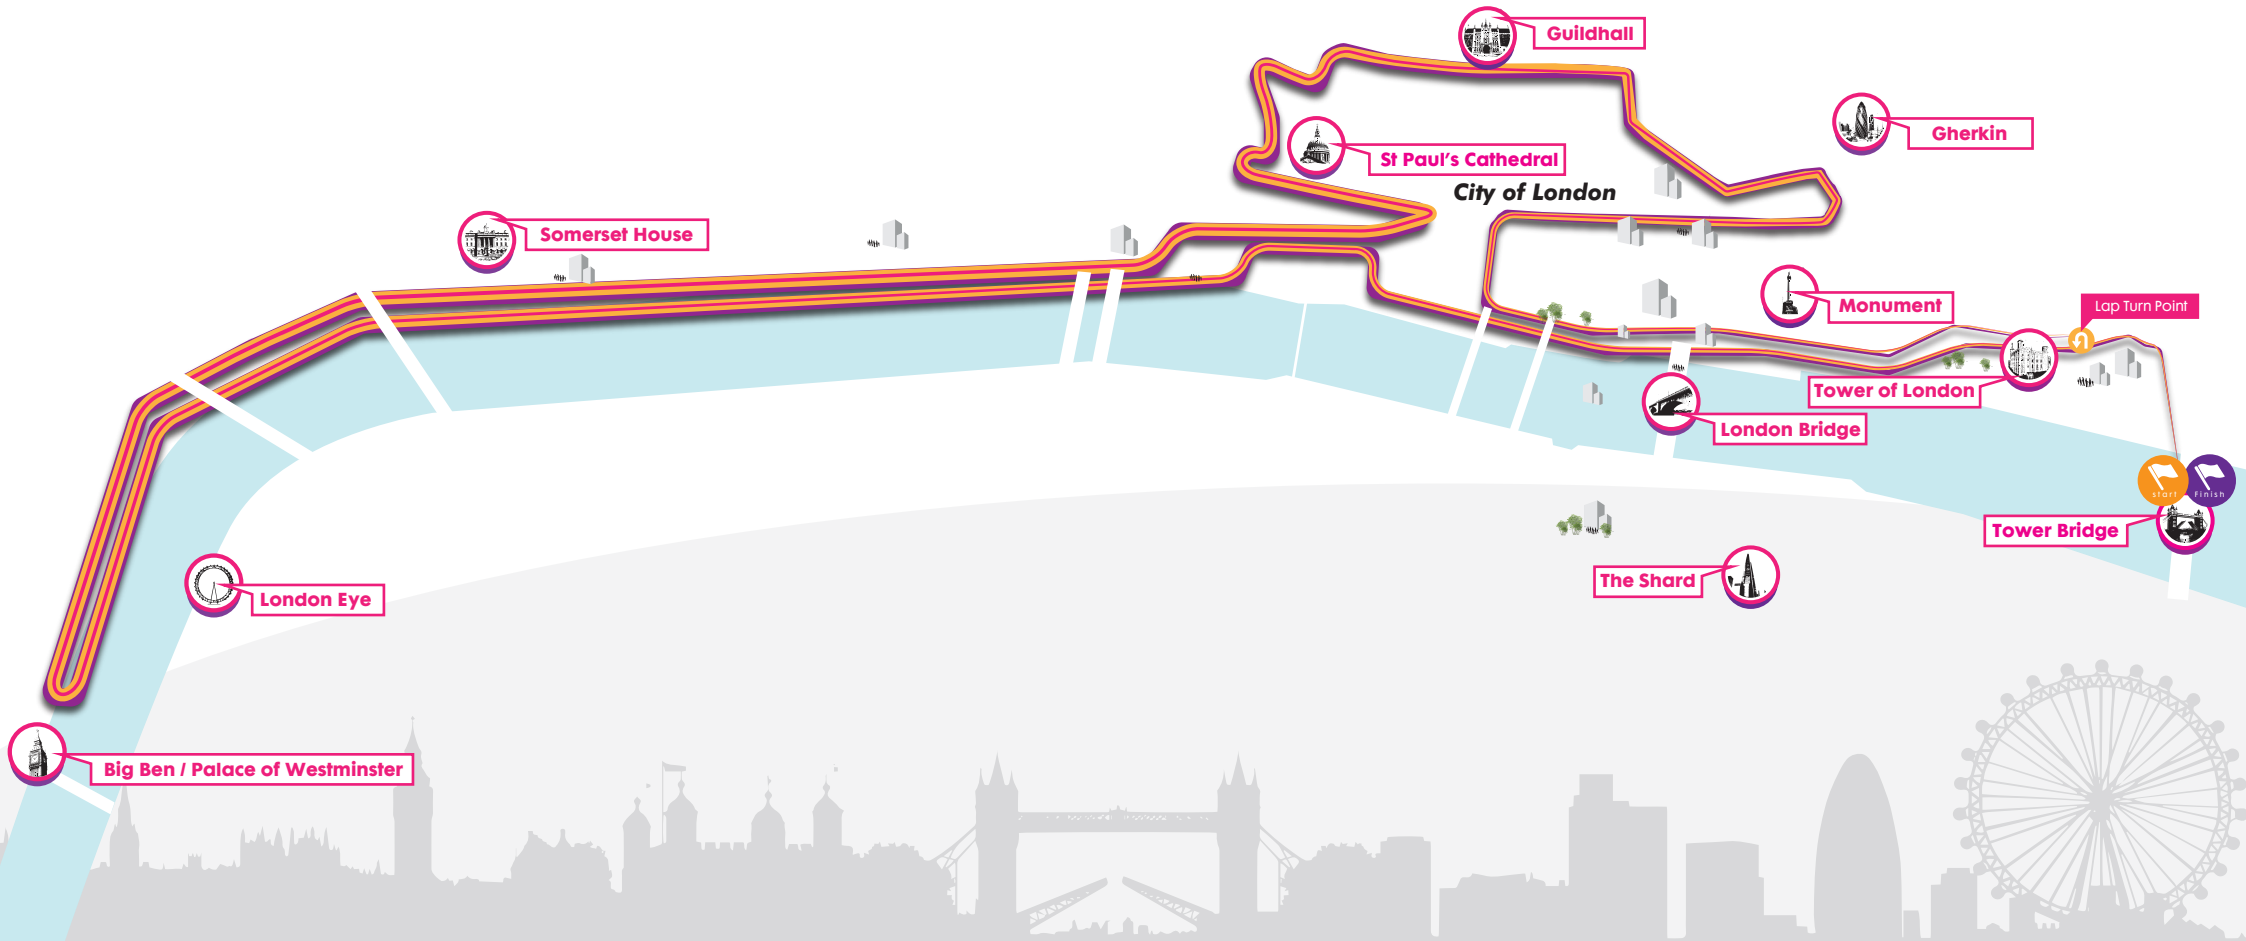 Guildhall
Gherkin
St Paul's Cathedral
City of London
Somerset House
Monument
Lap Turn Point
Tower of London
London Bridge
start
Finish
Tower Bridge
The Shard
London Eye
Big Ben / Palace of Westminster